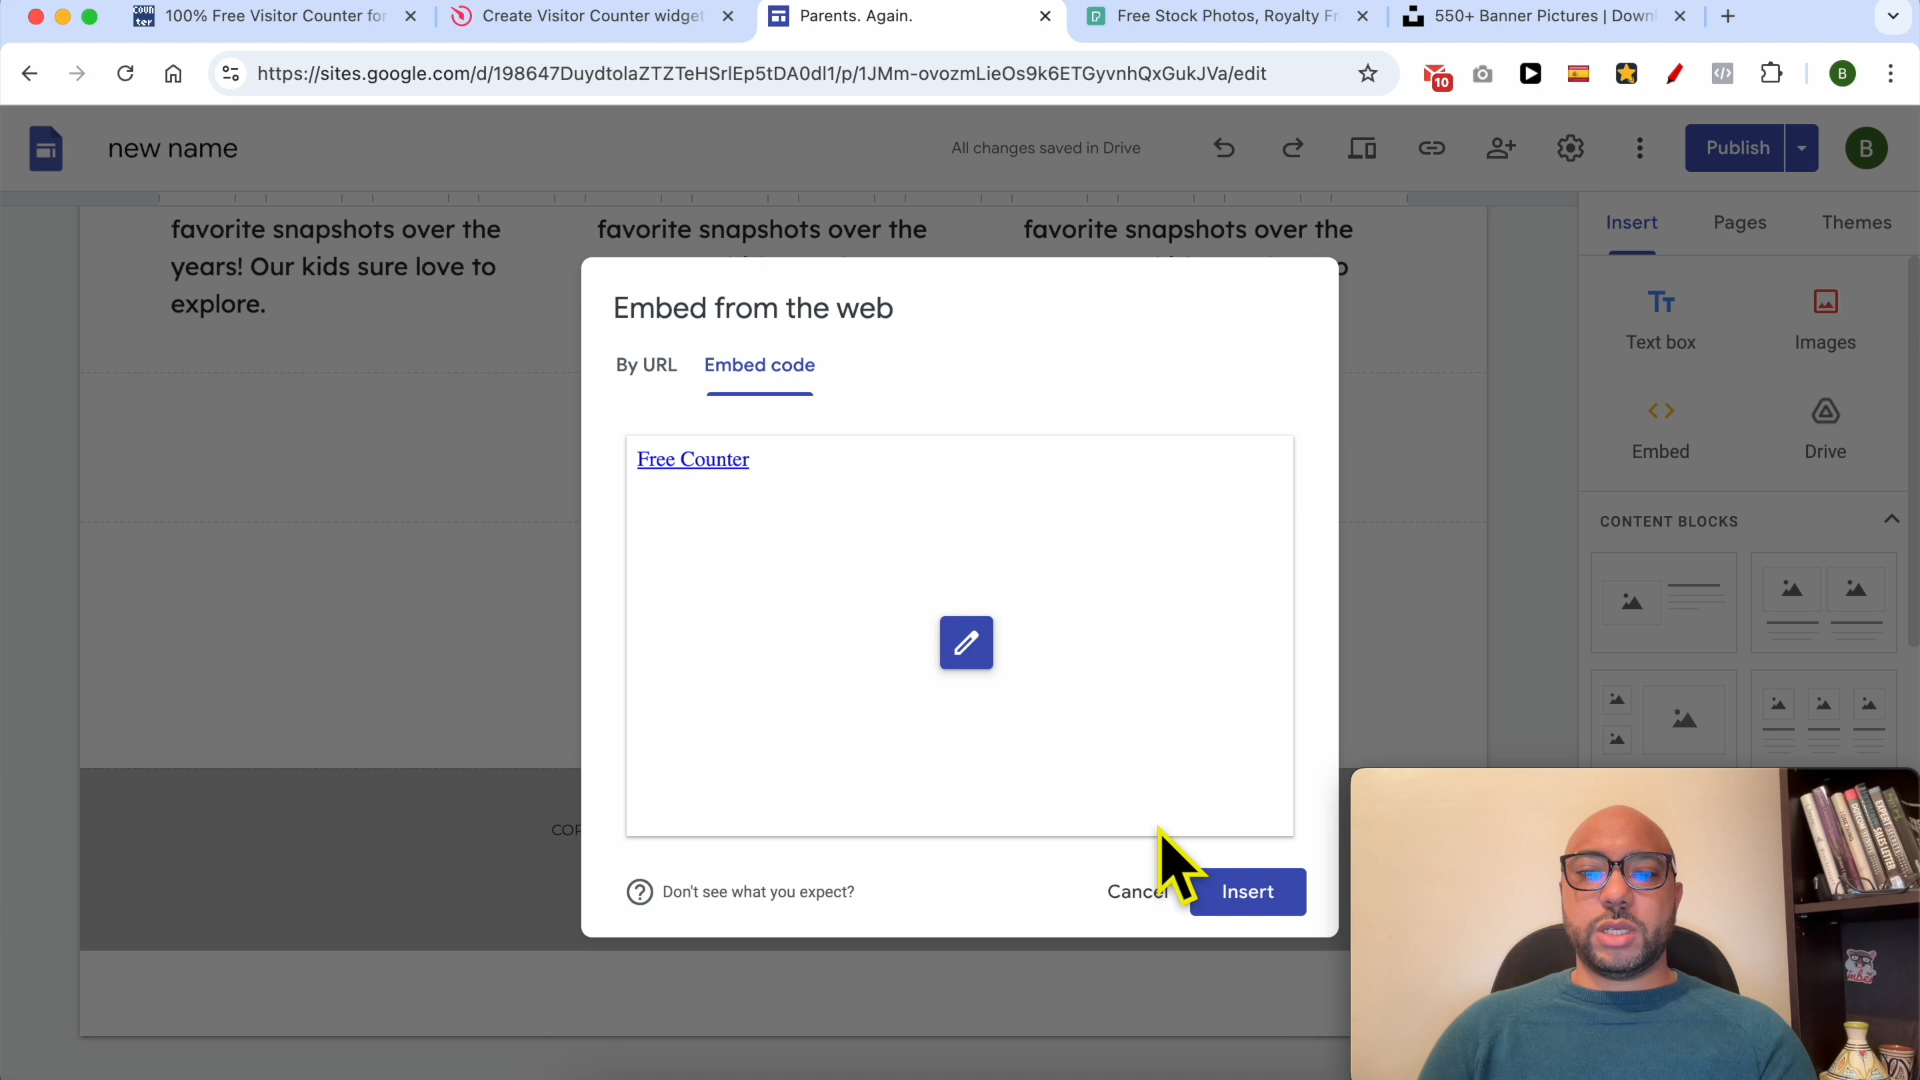 100% Free Visitor Counter for
Create Visitor Counter widget
Parents. Again.
Free Stock Photos, Royalty Fr
550+ Banner Pictures | Downl
https://sites.google.com/d/198647DuydtolaZTZTeHSrlEp5tDA0dl1/p/1JMm-ovozmLieOs9k6ETGyvnhQxGukJVa/edit
10
B
new name
All changes saved in Drive
Publish
B
favorite snapshots over the
years! Our kids sure love to
explore.
favorite snapshots over the
favorite snapshots over the
Insert
Pages
Themes
Text box
Images
Embed
Drive
CONTENT BLOCKS
Embed from the web
By URL
Embed code
Free Counter
Don't see what you expect?
Cancel
Insert